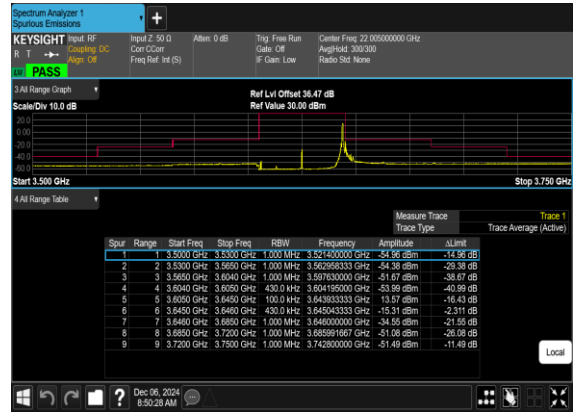 Spectrum Analyzer 1
Spurious Emissions
+
KEYSIGHT Input: RF Input Z: 50 Ω Atten: 0 dB Trig: Free Run Center Freq: 22.005000000 GHz
R T Coupling: DC Corr CCorr Gate: Off Avg|Hold: 300/300
Align: Off Freq Ref: Int (S) IF Gain: Low Radio Std: None
PASS
3 All Range Graph
Ref Lvl Offset 36.47 dB
Scale/Div 10.0 dB Ref Value 30.00 dBm
20.0
0.00
-20.0
-40.0
-60.0
Start 3.500 GHz Stop 3.750 GHz
4 All Range Table
Measure Trace Trace 1
Trace Type Trace Average (Active)
Spur Range Start Freq Stop Freq RBW Frequency Amplitude ΔLimit
1 1 3.5000 GHz 3.5300 GHz 1.000 MHz 3.521400000 GHz -54.96 dBm -14.96 dB
2 2 3.5300 GHz 3.5650 GHz 1.000 MHz 3.562958333 GHz -54.38 dBm -29.38 dB
3 3 3.5650 GHz 3.6040 GHz 1.000 MHz 3.597630000 GHz -51.67 dBm -38.67 dB
4 4 3.6040 GHz 3.6050 GHz 430.0 kHz 3.604195000 GHz -53.99 dBm -40.99 dB
5 5 3.6050 GHz 3.6450 GHz 100.0 kHz 3.643933333 GHz 13.57 dBm -16.43 dB
6 6 3.6450 GHz 3.6460 GHz 430.0 kHz 3.645043333 GHz -15.31 dBm -2.311 dB
7 7 3.6460 GHz 3.6850 GHz 1.000 MHz 3.646000000 GHz -34.55 dBm -21.55 dB
8 8 3.6850 GHz 3.7200 GHz 1.000 MHz 3.685991667 GHz -51.08 dBm -26.08 dB
9 9 3.7200 GHz 3.7500 GHz 1.000 MHz 3.742800000 GHz -51.49 dBm -11.49 dB
Local
? Dec 06, 2024
8:50:28 AM